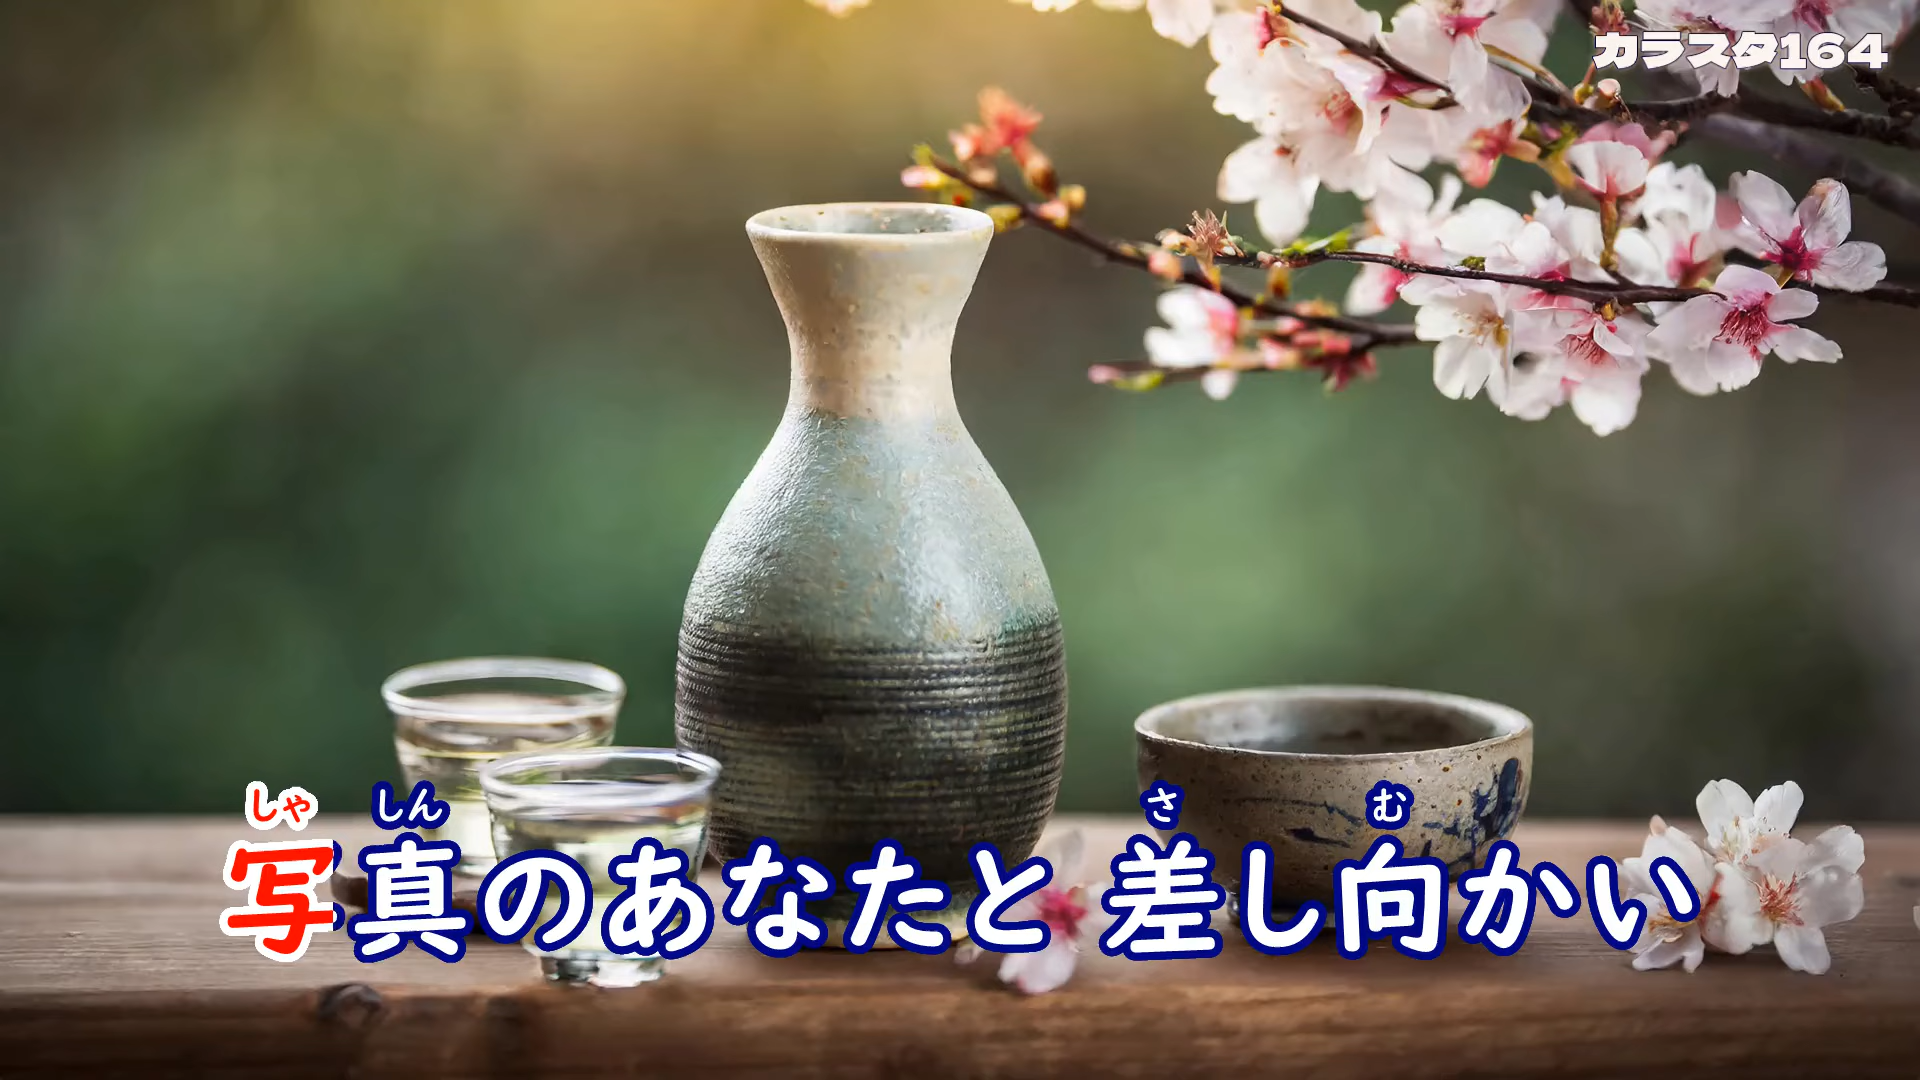 カラスタ164
しゃ しん さ む
写真のあなたと 差し向かい